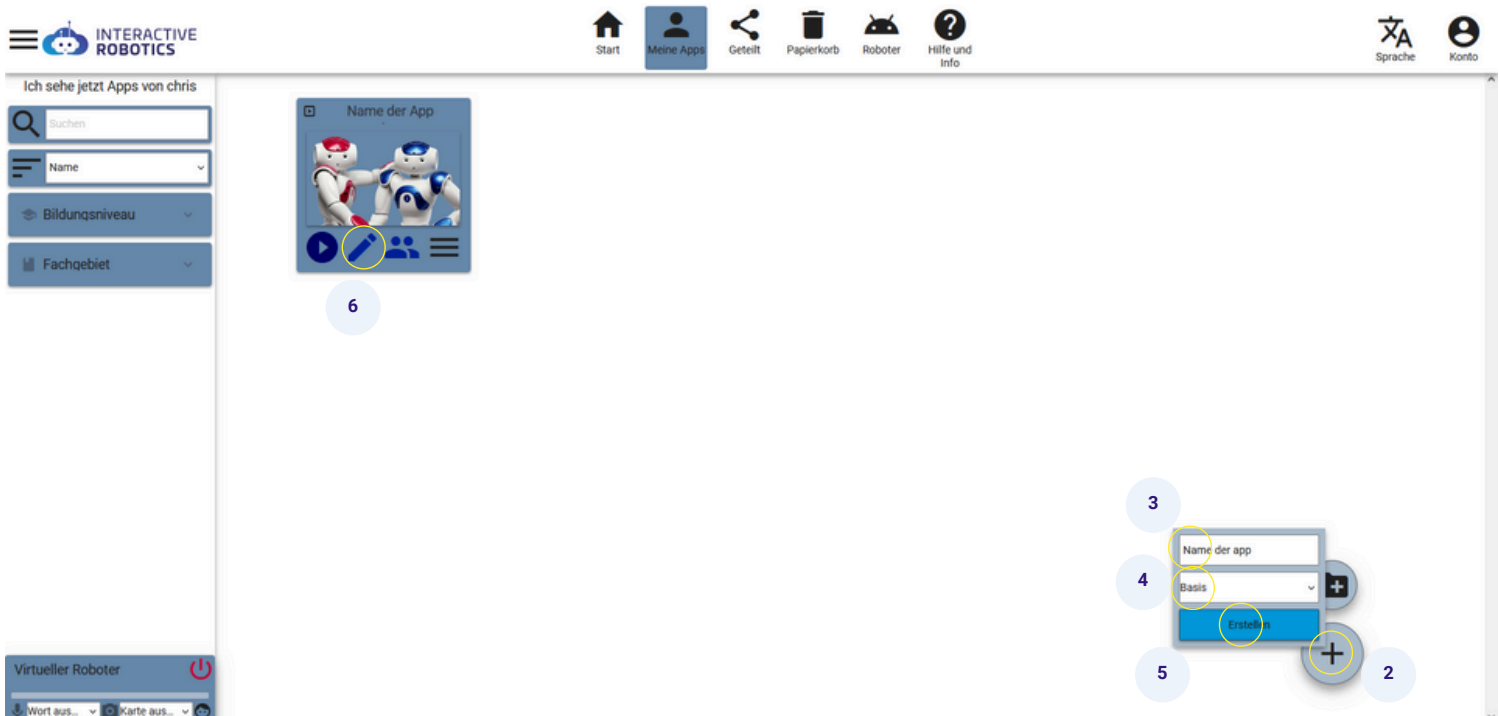 INTERACTIVE
ROBOTICS
Start
Meine Apps
Geteilt
Papierkorb
Roboter
Hilfe und
Info
Sprache
Konto
Ich sehe jetzt Apps von chris
Suchen
Name
Bildungsniveau
Fachgebiet
Name der App
6
3
Name der app
4
Basis
Erstellen
5
2
Virtueller Roboter
Wort aus...
Karte aus...